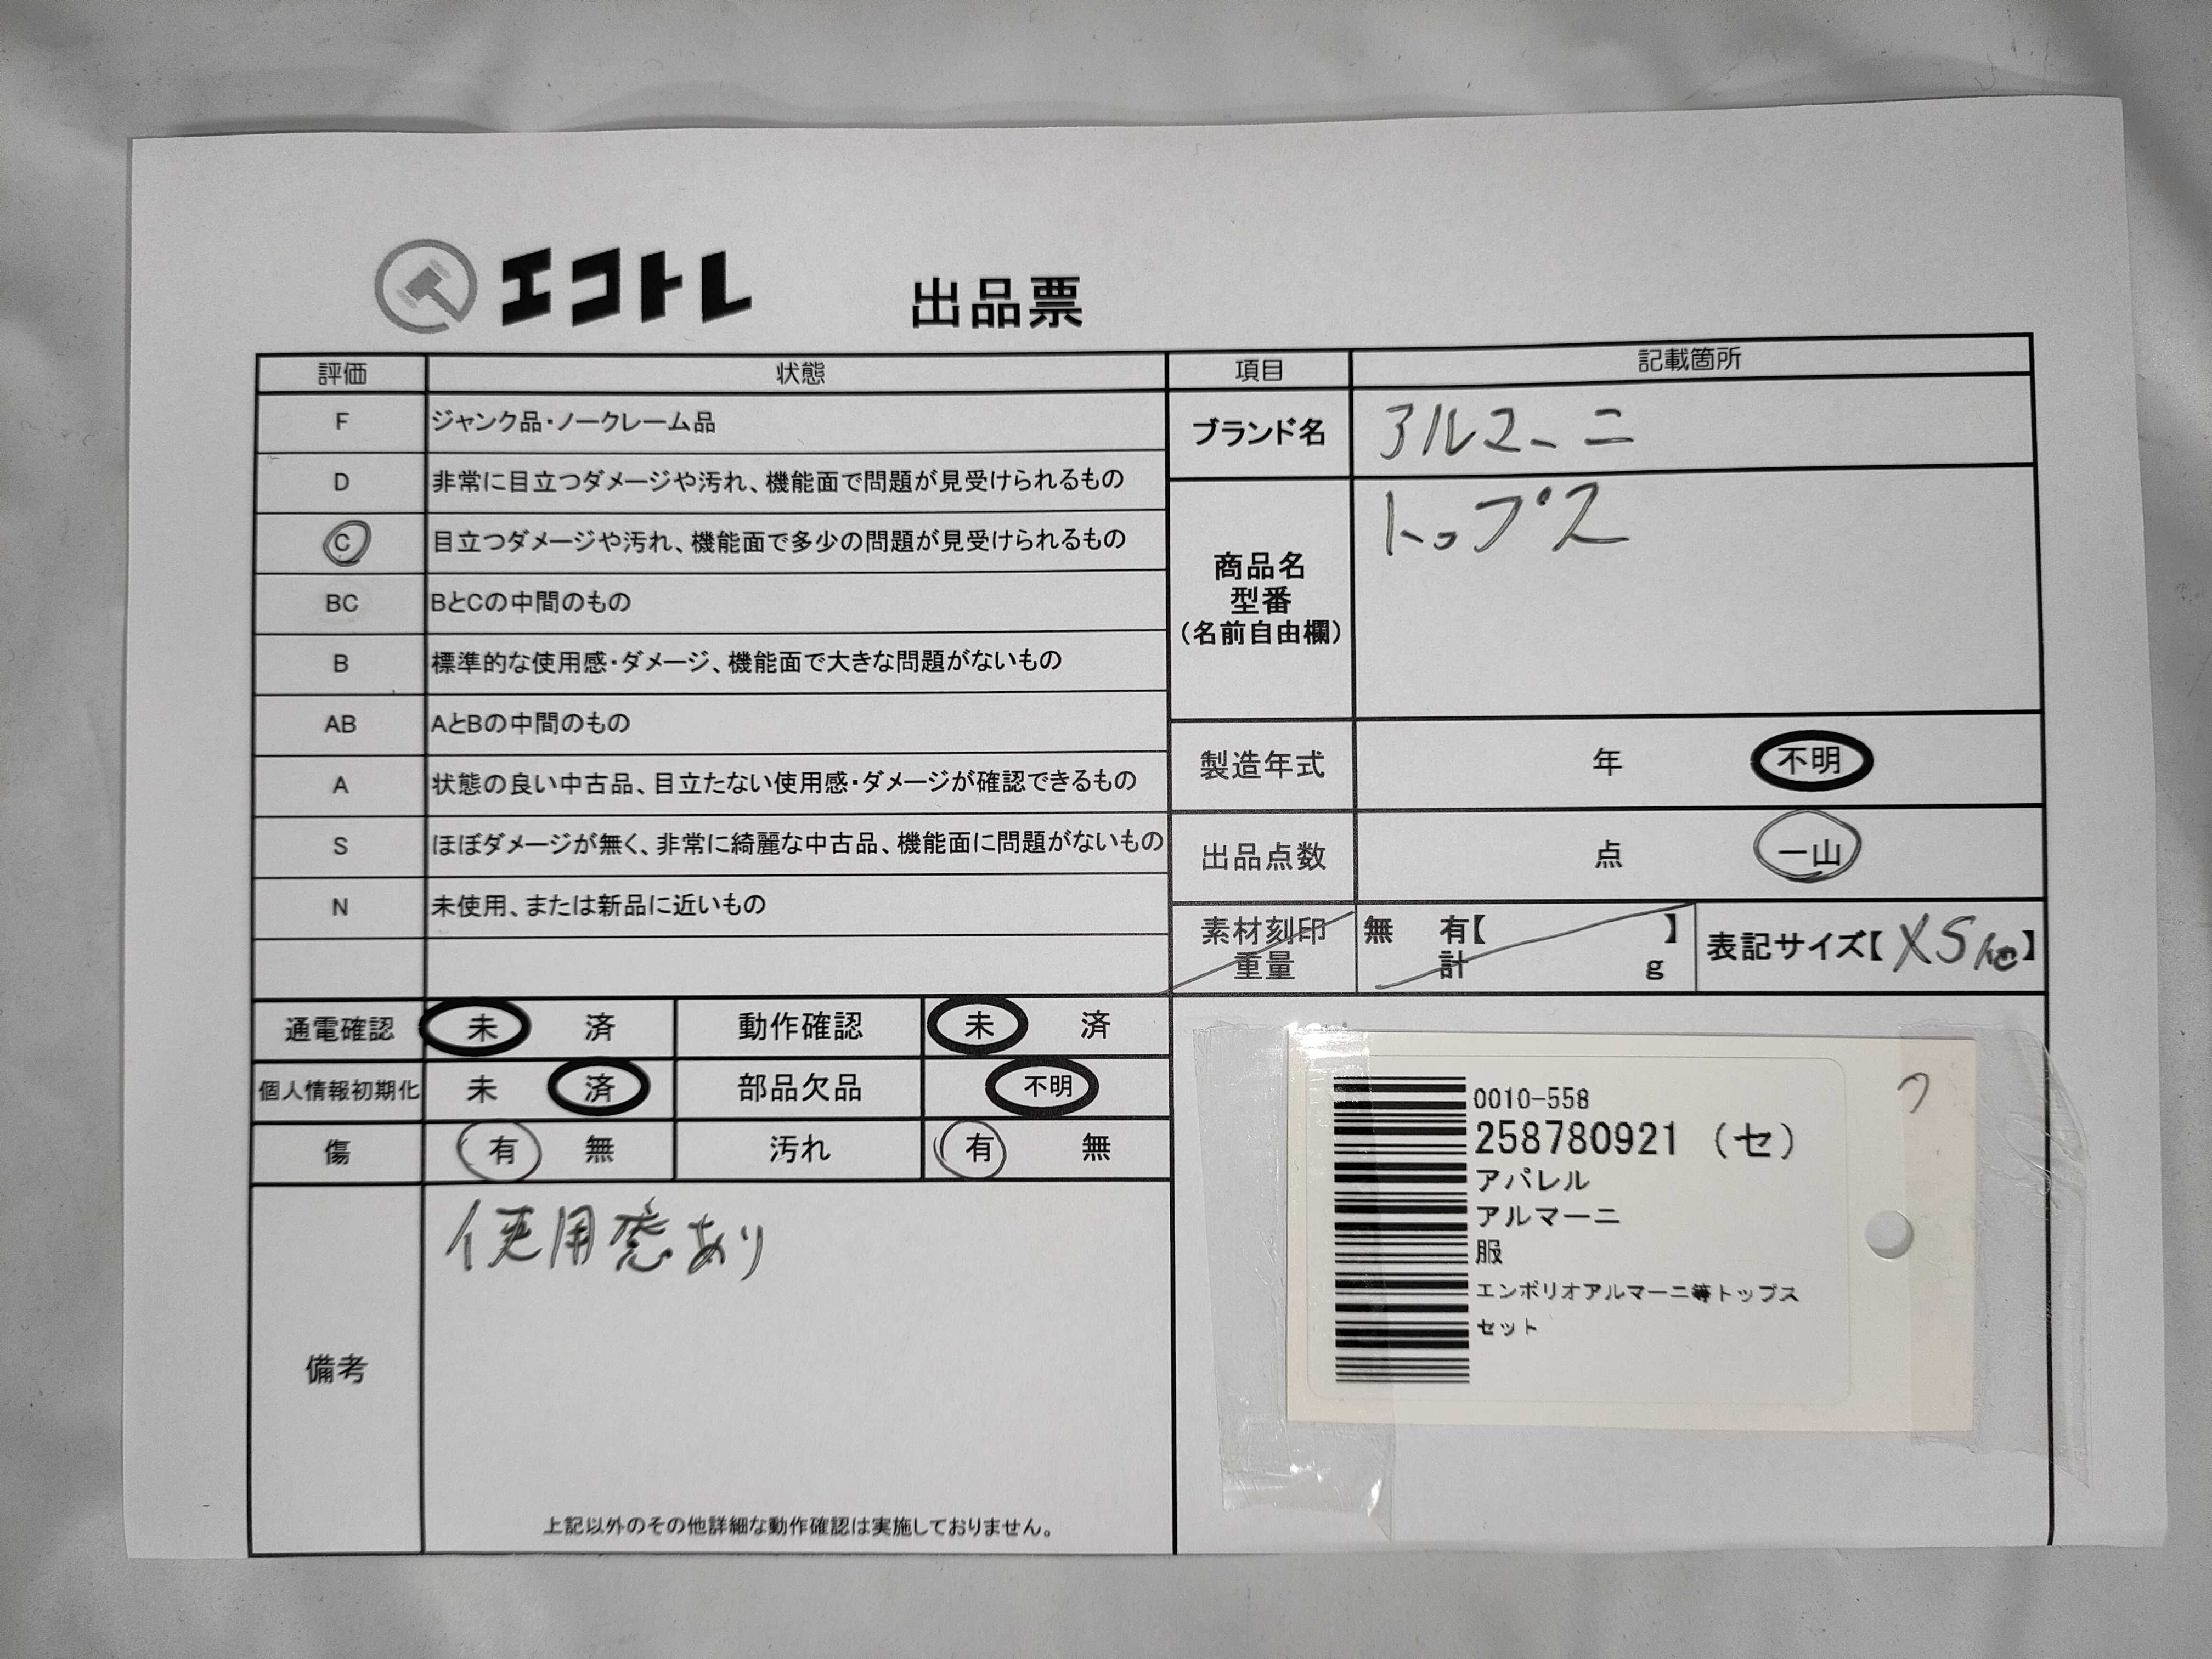 エコトレ 出品票
評価 状態
F ジャンク品・ノークレーム品
D 非常に目立つダメージや汚れ、機能面で問題が見受けられるもの
C 目立つダメージや汚れ、機能面で多少の問題が見受けられるもの
BC BとCの中間のもの
B 標準的な使用感・ダメージ、機能面で大きな問題がないもの
AB AとBの中間のもの
A 状態の良い中古品、目立たない使用感・ダメージが確認できるもの
S ほぼダメージが無く、非常に綺麗な中古品、機能面に問題がないもの
N 未使用、または新品に近いもの
項目 記載箇所
ブランド名 アルマーニ
商品名
型番
(名前自由欄)
トップス
製造年式 年 不明
出品点数 点 一山
素材刻印 無 有【 】
重量 計 g
表記サイズ【XS他】
通電確認 未 済 動作確認 未 済
個人情報初期化 未 済 部品欠品 不明
傷 有 無 汚れ 有 無
備考
使用感あり
上記以外のその他詳細な動作確認は実施しておりません。
0010-558
258780921 (セ)
アパレル
アルマーニ
服
エンポリオアルマーニ等トップス
セット